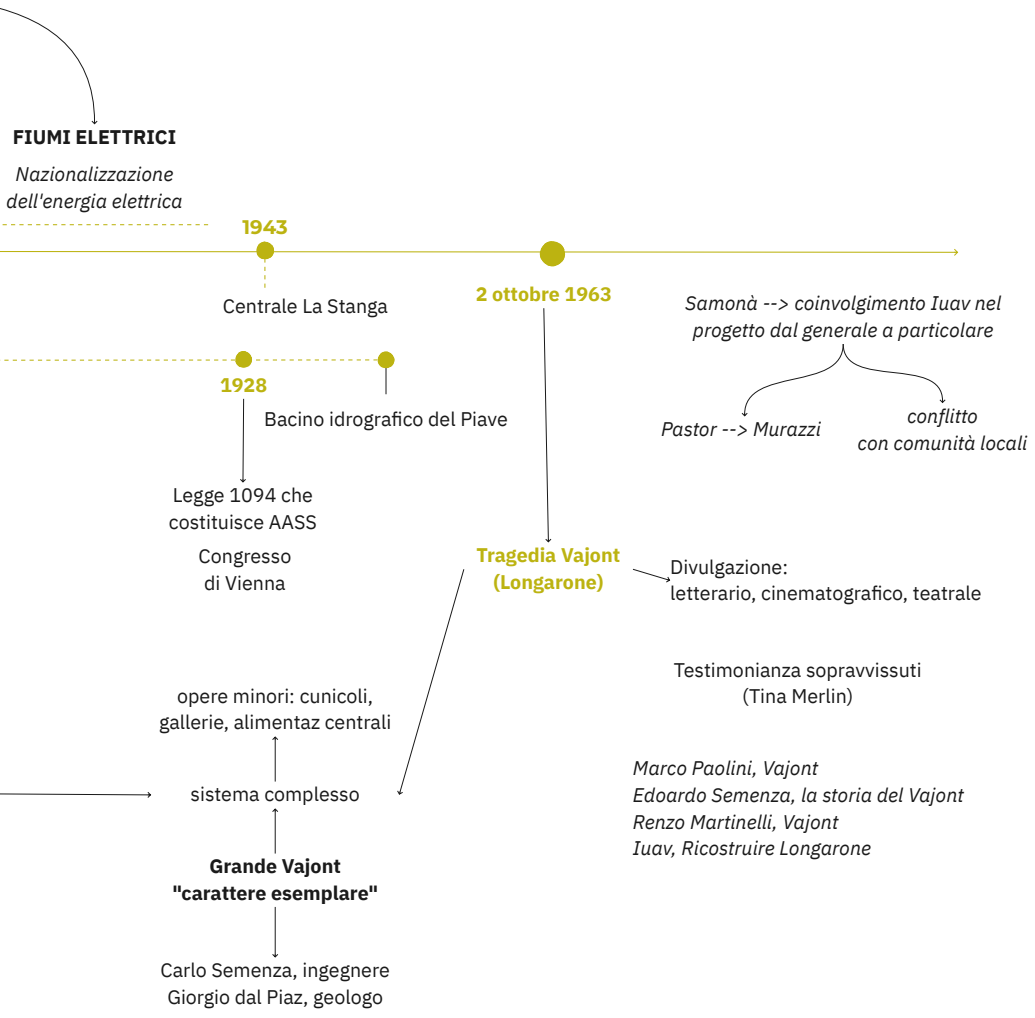 FIUMI ELETTRICI
Nazionalizzazione
dell'energia elettrica
1943
Centrale La Stanga
2 ottobre 1963
Samonà --> coinvolgimento Iuav nel
progetto dal generale a particolare
Pastor --> Murazzi
conflitto
con comunità locali
1928
Bacino idrografico del Piave
Legge 1094 che
costituisce AASS
Congresso
di Vienna
Tragedia Vajont
(Longarone)
Divulgazione:
letterario, cinematografico, teatrale
Testimonianza sopravvissuti
(Tina Merlin)
opere minori: cunicoli,
gallerie, alimentaz centrali
sistema complesso
Marco Paolini, Vajont
Edoardo Semenza, la storia del Vajont
Renzo Martinelli, Vajont
Iuav, Ricostruire Longarone
Grande Vajont
"carattere esemplare"
Carlo Semenza, ingegnere
Giorgio dal Piaz, geologo